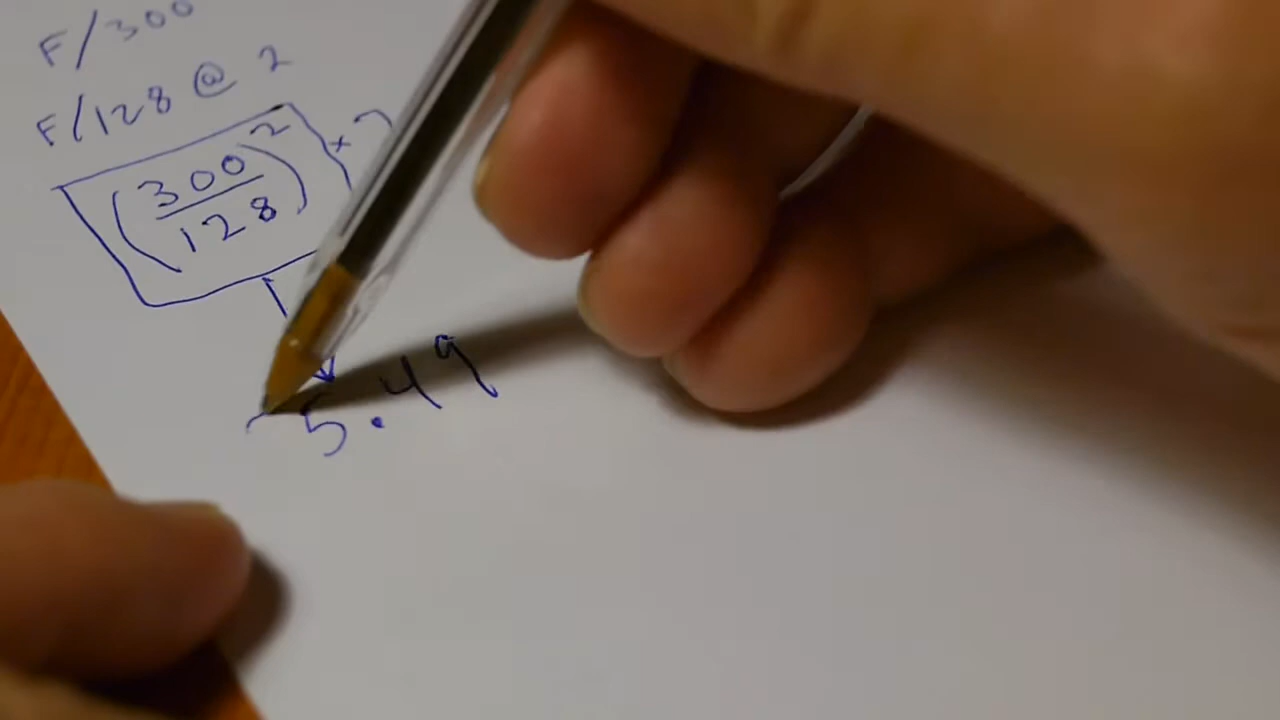 F/300
F/128 @ 2
(300/128)² ×
5.49